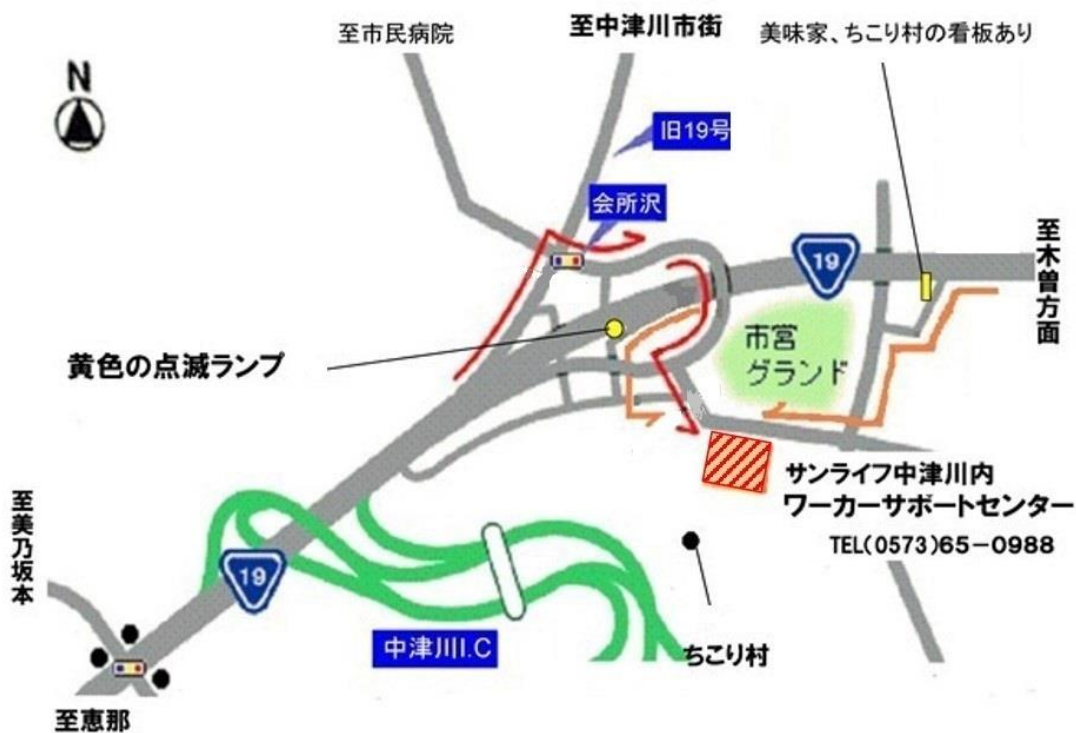 至市民病院
至中津川市街
美味家、ちこり村の看板あり
N
旧19号
会所沢
19
至木曽方面
黄色の点滅ランプ
市営
グランド
サンライフ中津川内
ワーカーサポートセンター
TEL(0573)65-0988
至美乃坂本
19
中津川I.C
ちこり村
至恵那